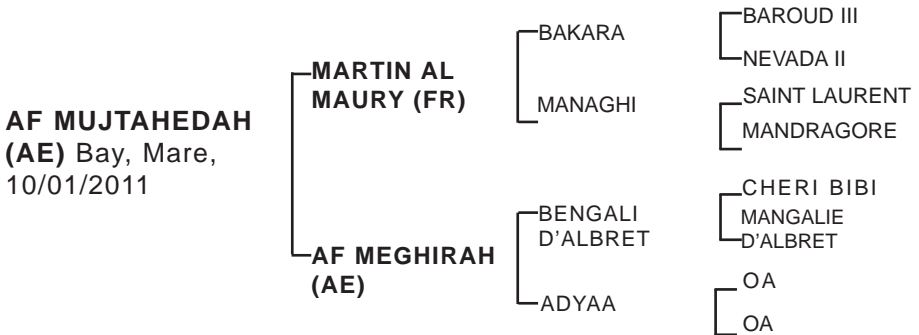 AF MUJTAHEDAH
(AE) Bay, Mare,
10/01/2011
MARTIN AL
MAURY (FR)
AF MEGHIRAH
(AE)
BAKARA
MANAGHI
BENGALI
D'ALBRET
ADYAA
BAROUD III
NEVADA II
SAINT LAURENT
MANDRAGORE
CHERI BIBI
MANGALIE
D'ALBRET
OA
OA